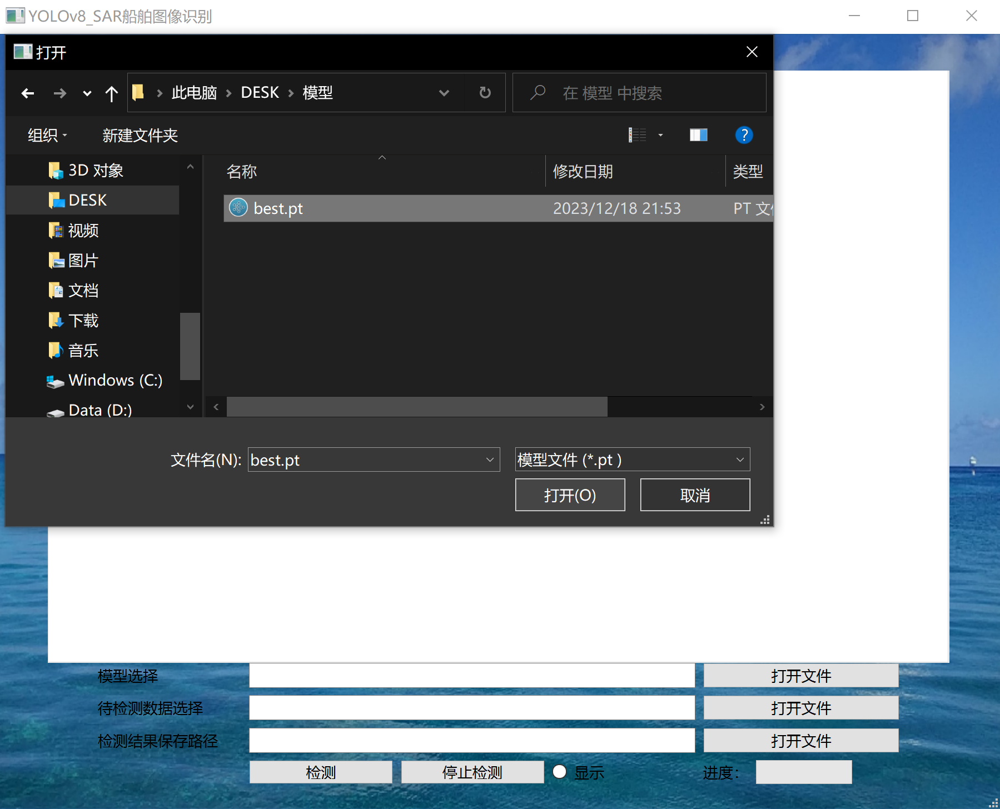 YOLOv8_SAR船舶图像识别
打开
此电脑 > DESK > 模型
在 模型 中搜索
组织
新建文件夹
?
3D 对象
DESK
视频
图片
文档
下载
音乐
Windows (C:)
Data (D:)
名称
修改日期
类型
best.pt
2023/12/18 21:53
PT 文
文件名(N):
best.pt
模型文件 (*.pt )
打开(O)
取消
模型选择
打开文件
待检测数据选择
打开文件
检测结果保存路径
打开文件
检测
停止检测
显示
进度: